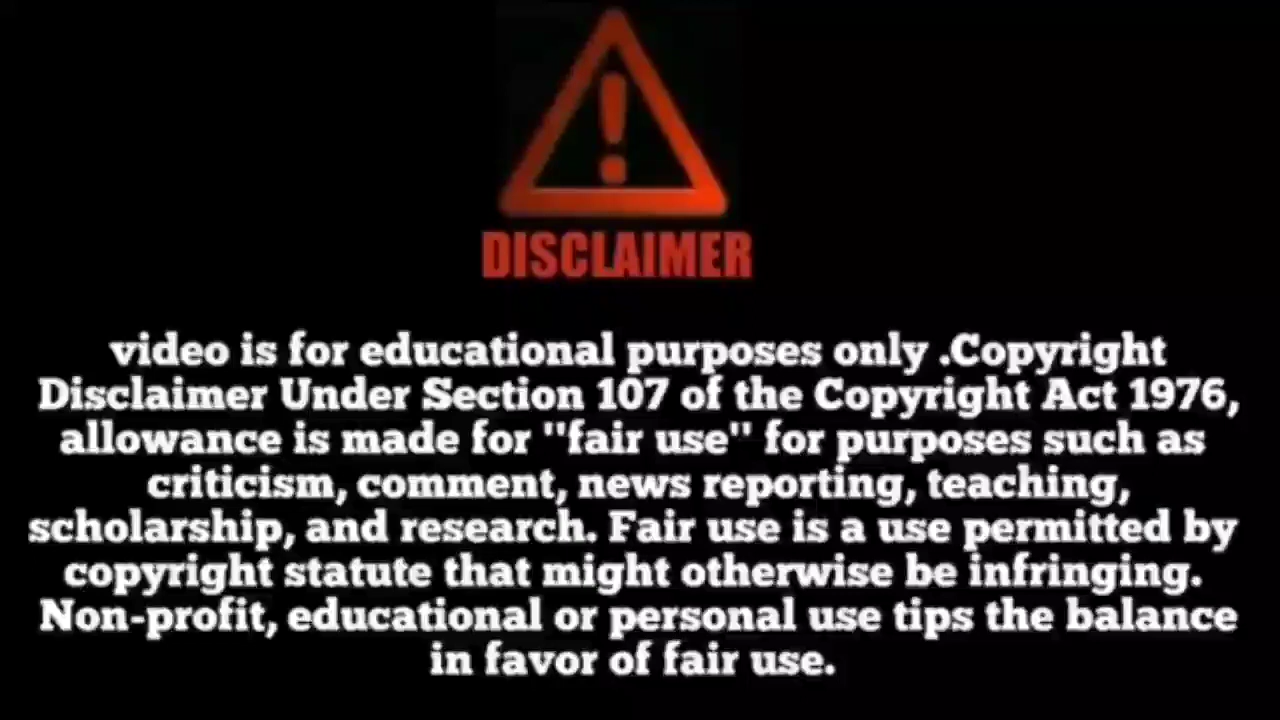 DISCLAIMER
video is for educational purposes only .Copyright
Disclaimer Under Section 107 of the Copyright Act 1976,
allowance is made for "fair use" for purposes such as
criticism, comment, news reporting, teaching,
scholarship, and research. Fair use is a use permitted by
copyright statute that might otherwise be infringing.
Non-profit, educational or personal use tips the balance
in favor of fair use.